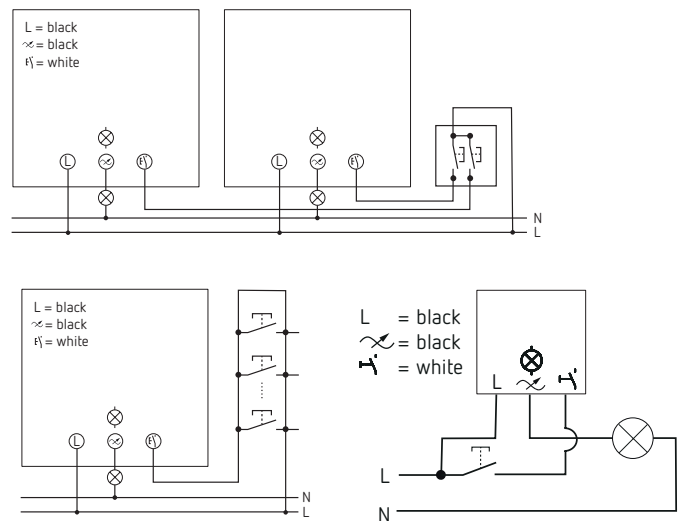 L = black
= black
= white
L
L
N
L
L = black
= black
= white
L
N
L
L = black
= black
= white
L
L
N